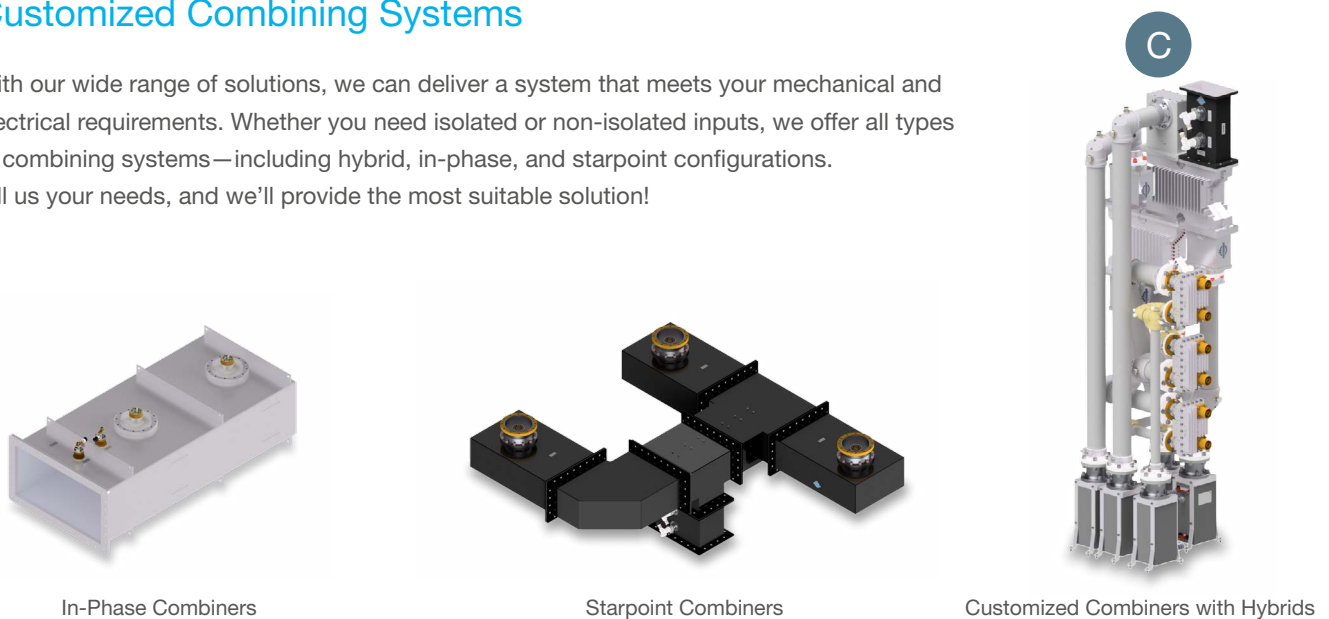 Customized Combining Systems
C
ith our wide range of solutions, we can deliver a system that meets your mechanical and
ectrical requirements. Whether you need isolated or non-isolated inputs, we offer all types
combining systems—including hybrid, in-phase, and starpoint configurations.
ll us your needs, and we'll provide the most suitable solution!
In-Phase Combiners
Starpoint Combiners
Customized Combiners with Hybrids